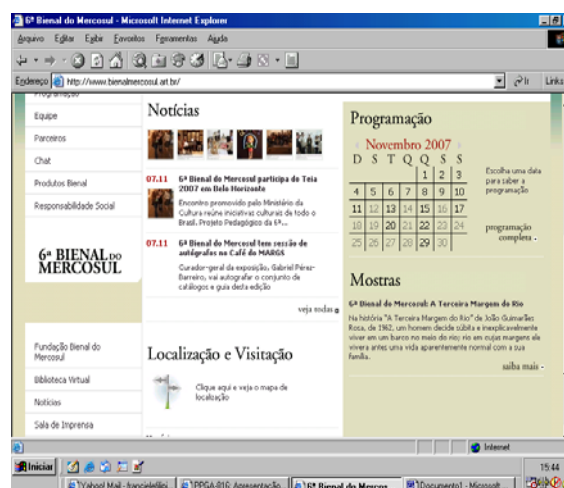 6ª Bienal do Mercosul - Microsoft Internet Explorer
Arquivo Editar Exibir Favoritos Ferramentas Ajuda
Endereço http://www.bienalmercosul.art.br/ Ir Links
Programação
Equipe
Parceiros
Chat
Produtos Bienal
Responsabilidade Social
6ª BIENAL DO
MERCOSUL
Fundação Bienal do
Mercosul
Biblioteca Virtual
Notícias
Sala de Imprensa
Notícias
07.11 6ª Bienal do Mercosul participa do Teia
2007 em Belo Horizonte
Encontro promovido pelo Ministério da
Cultura reúne iniciativas culturais de todo o
Brasil. Projeto Pedagógico da 6ª...
07.11 6ª Bienal do Mercosul tem sessão de
autógrafos no Café do MARGS
Curador-geral da exposição, Gabriel Pérez-
Barreiro, vai autografar o conjunto de
catálogos e guia desta edição
veja todas
Localização e Visitação
Clique aqui e veja o mapa de
localização
Programação
Novembro 2007
D S T Q Q S S
1 2 3
4 5 6 7 8 9 10
11 12 13 14 15 16 17
18 19 20 21 22 23 24
25 26 27 28 29 30
Escolha uma data
para saber a
programação
programação
completa
Mostras
6ª Bienal do Mercosul: A Terceira Margem do Rio
Na história "A Terceira Margem do Rio" de João Guimarães
Rosa, de 1962, um homem decide súbita e inexplicavelmente
viver em um barco no meio do rio; rio em cujas margens ele
vivera antes uma vida aparentemente normal com a sua
família.
saiba mais
Internet
Iniciar 15:44
Yahoo! Mail - PPGA-816: Apresentação 6ª Bienal do Mercos... Documento1 - Microsoft ...